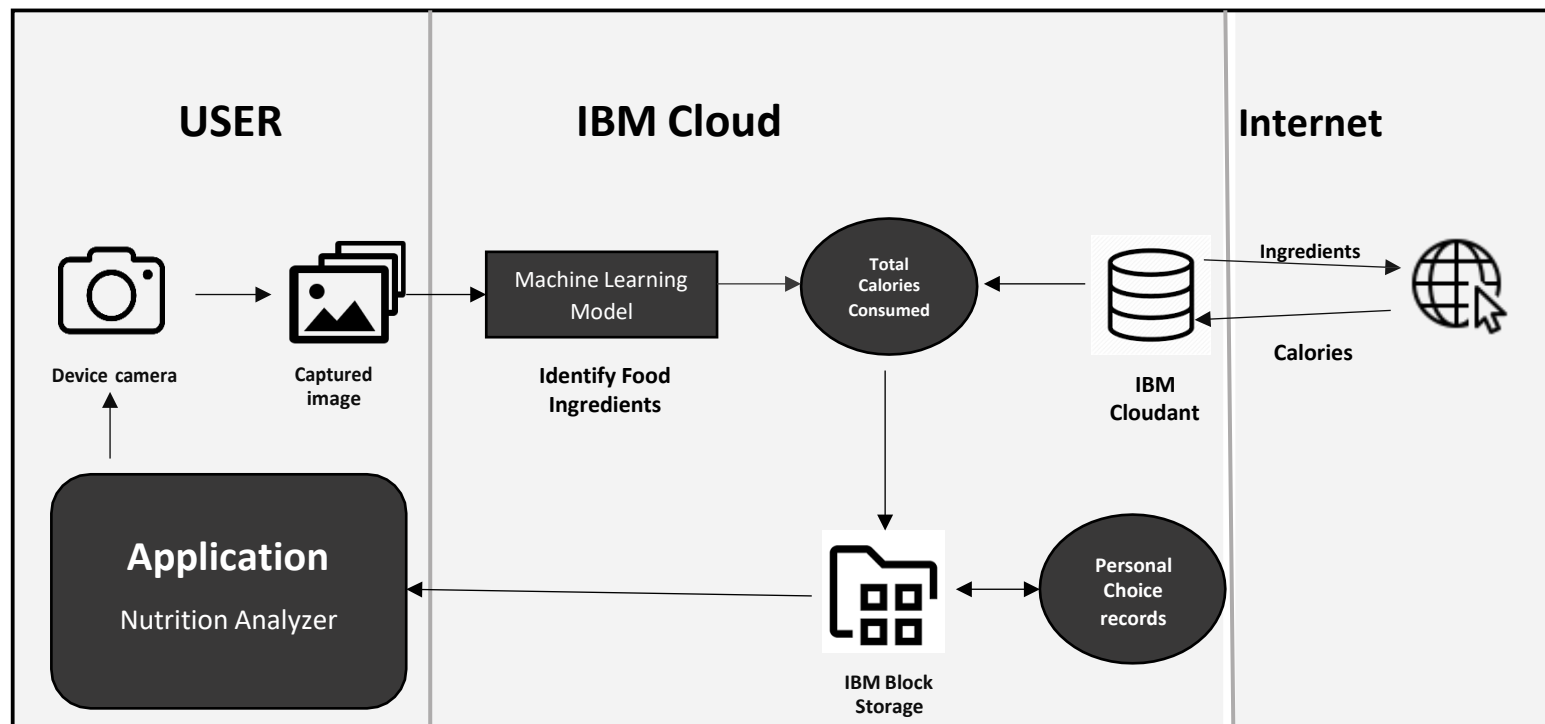 USER
IBM Cloud
Internet
Ingredients
Calories
Machine Learning
Model
Total
Calories
Consumed
Device camera
Captured
image
Identify Food
Ingredients
IBM
Cloudant
Application
Nutrition Analyzer
Personal
Choice
records
IBM Block
Storage